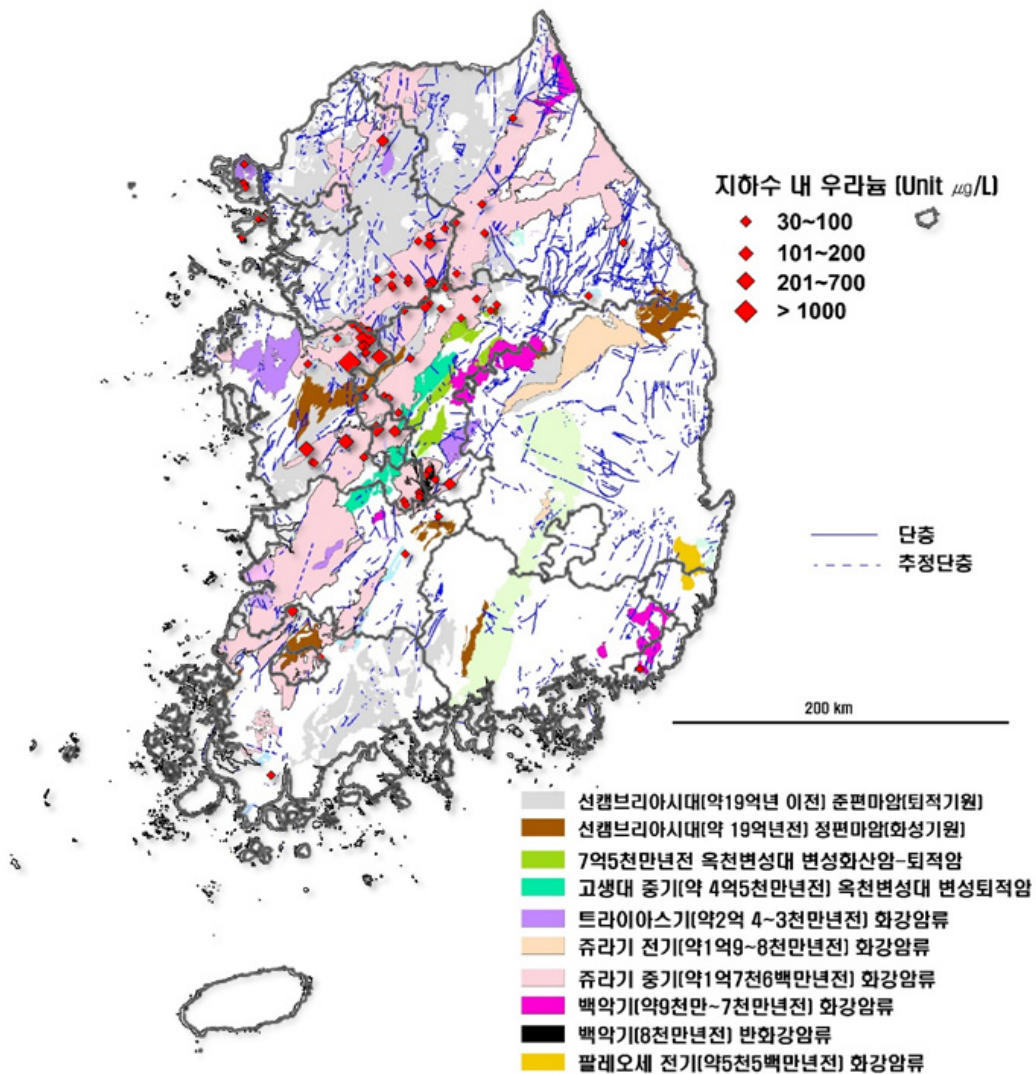 지하수 내 우라늄 (Unit ㎍/L)
30~100
101~200
201~700
> 1000
단층
추정단층
200 km
선캠브리아시대(약19억년 이전) 준편마암(퇴적기원)
선캠브리아시대(약 19억년전) 정편마암(화성기원)
7억5천만년전 옥천변성대 변성화산암-퇴적암
고생대 중기(약 4억5천만년전) 옥천변성대 변성퇴적암
트라이아스기(약2억 4~3천만년전) 화강암류
쥬라기 전기(약1억9~8천만년전) 화강암류
쥬라기 중기(약1억7천6백만년전) 화강암류
백악기(약9천만~7천만년전) 화강암류
백악기(8천만년전) 반화강암류
팔레오세 전기(약5천5백만년전) 화강암류